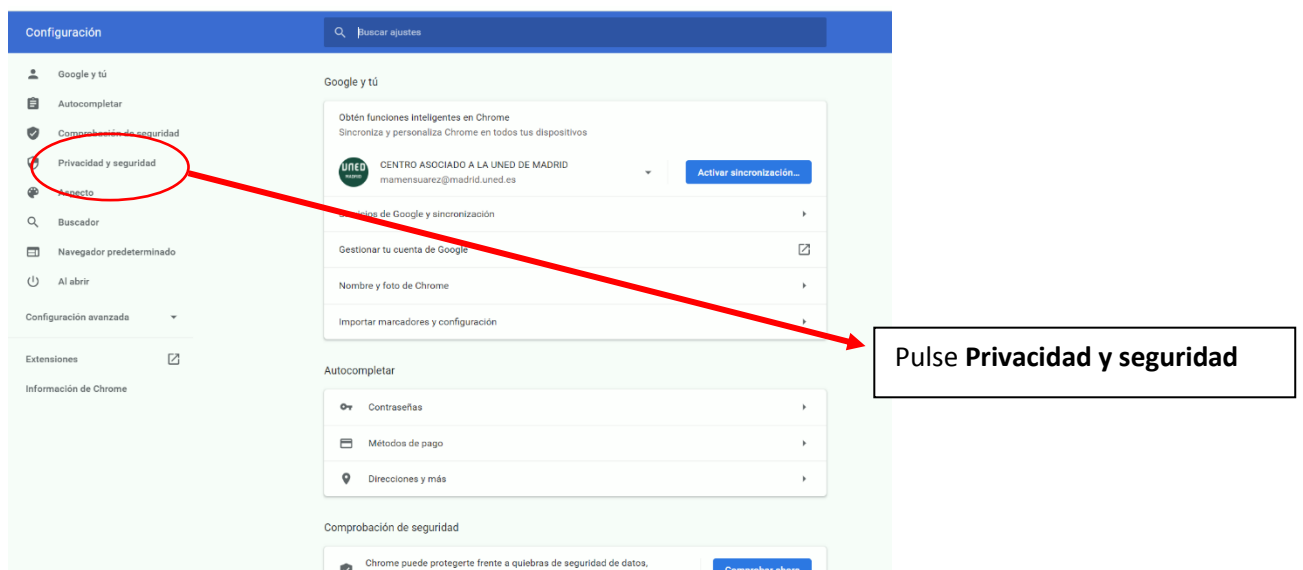 Configuración
Buscar ajustes
Google y tú
Autocompletar
Comprobación de seguridad
Privacidad y seguridad
Aspecto
Buscador
Navegador predeterminado
Al abrir
Configuración avanzada
Extensiones
Información de Chrome
Google y tú
Obtén funciones inteligentes en Chrome
Sincroniza y personaliza Chrome en todos tus dispositivos
UNED
MADRID
CENTRO ASOCIADO A LA UNED DE MADRID
mamensuarez@madrid.uned.es
Activar sincronización...
Servicios de Google y sincronización
Gestionar tu cuenta de Google
Nombre y foto de Chrome
Importar marcadores y configuración
Autocompletar
Contraseñas
Métodos de pago
Direcciones y más
Comprobación de seguridad
Chrome puede protegerte frente a quiebras de seguridad de datos,
Comprobar ahora
Pulse Privacidad y seguridad